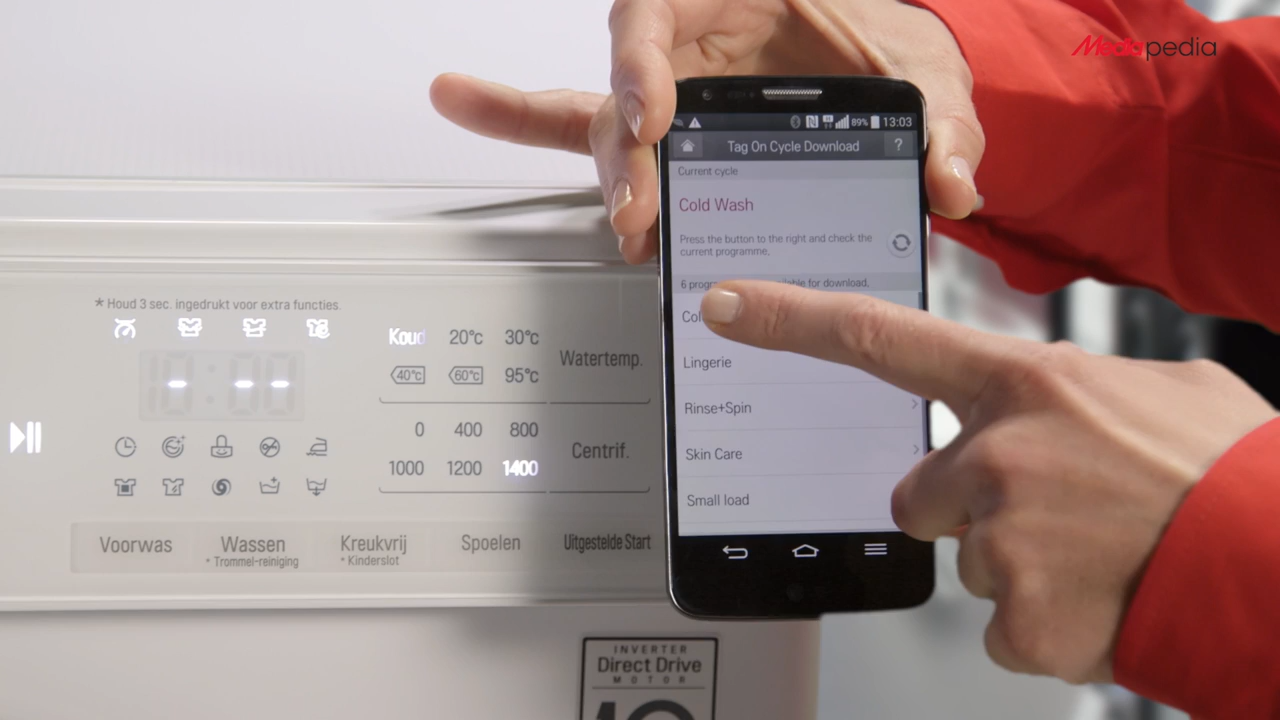 Mediapedia
89% 13:03
Tag On Cycle Download ?
Current cycle
Cold Wash
Press the button to the right and check the
current programme.
for download.
Lingerie
Rinse+Spin
Skin Care
Small load
* Houd 3 sec. ingedrukt voor extra functies.
Koud 20°c 30°c
40°c 60°c 95°c
Watertemp.
0 400 800
1000 1200 1400
Centrif.
Voorwas
Wassen
* Trommel-reiniging
Kreukvrij
* Kinderslot
Spoelen
Uitgestelde Start
INVERTER
Direct Drive
MOTOR